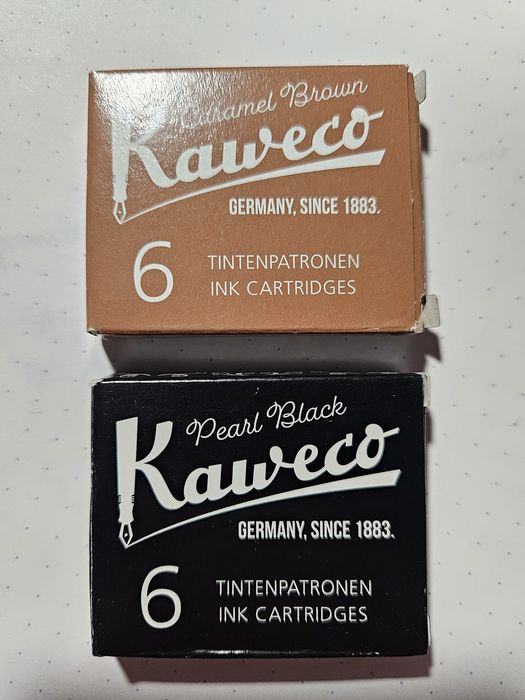 Caramel Brown
Kaweco
GERMANY, SINCE 1883.
6
TINTENPATRONEN
INK CARTRIDGES
Pearl Black
Kaweco
GERMANY, SINCE 1883.
6
TINTENPATRONEN
INK CARTRIDGES